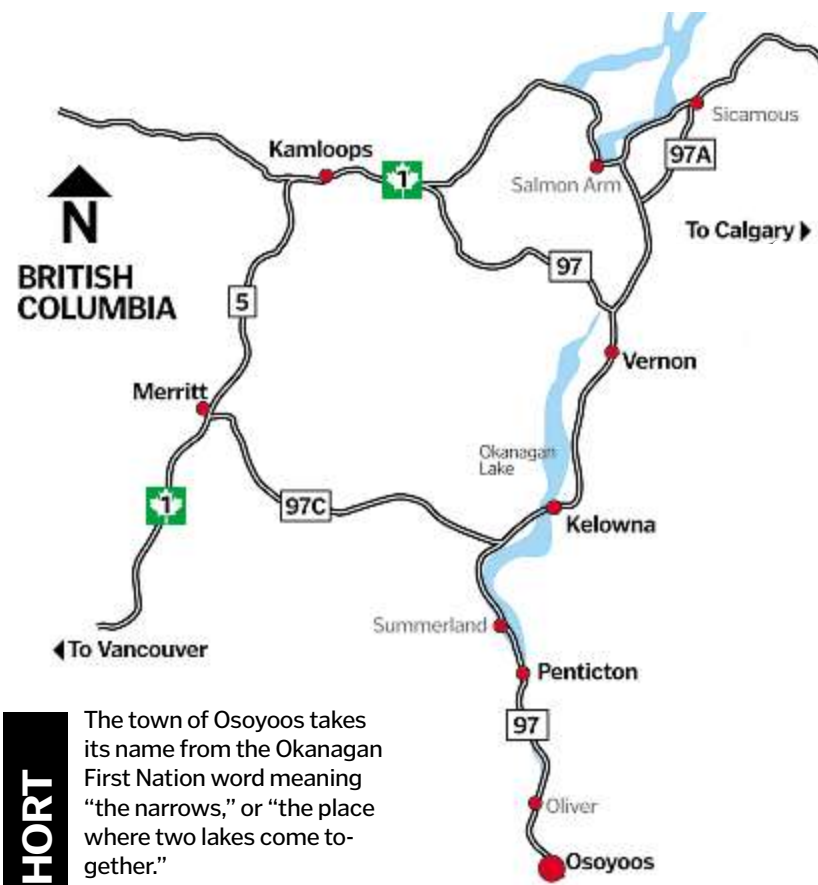 Sicamous
97A
Kamloops
1
Salmon Arm
N
BRITISH
COLUMBIA
To Calgary
97
5
Vernon
Merritt
Okanagan
Lake
1
97C
Kelowna
Summerland
To Vancouver
Penticton
97
Oliver
Osoyoos
HORT
The town of Osoyoos takes
its name from the Okanagan
First Nation word meaning
“the narrows,” or “the place
where two lakes come to-
gether.”